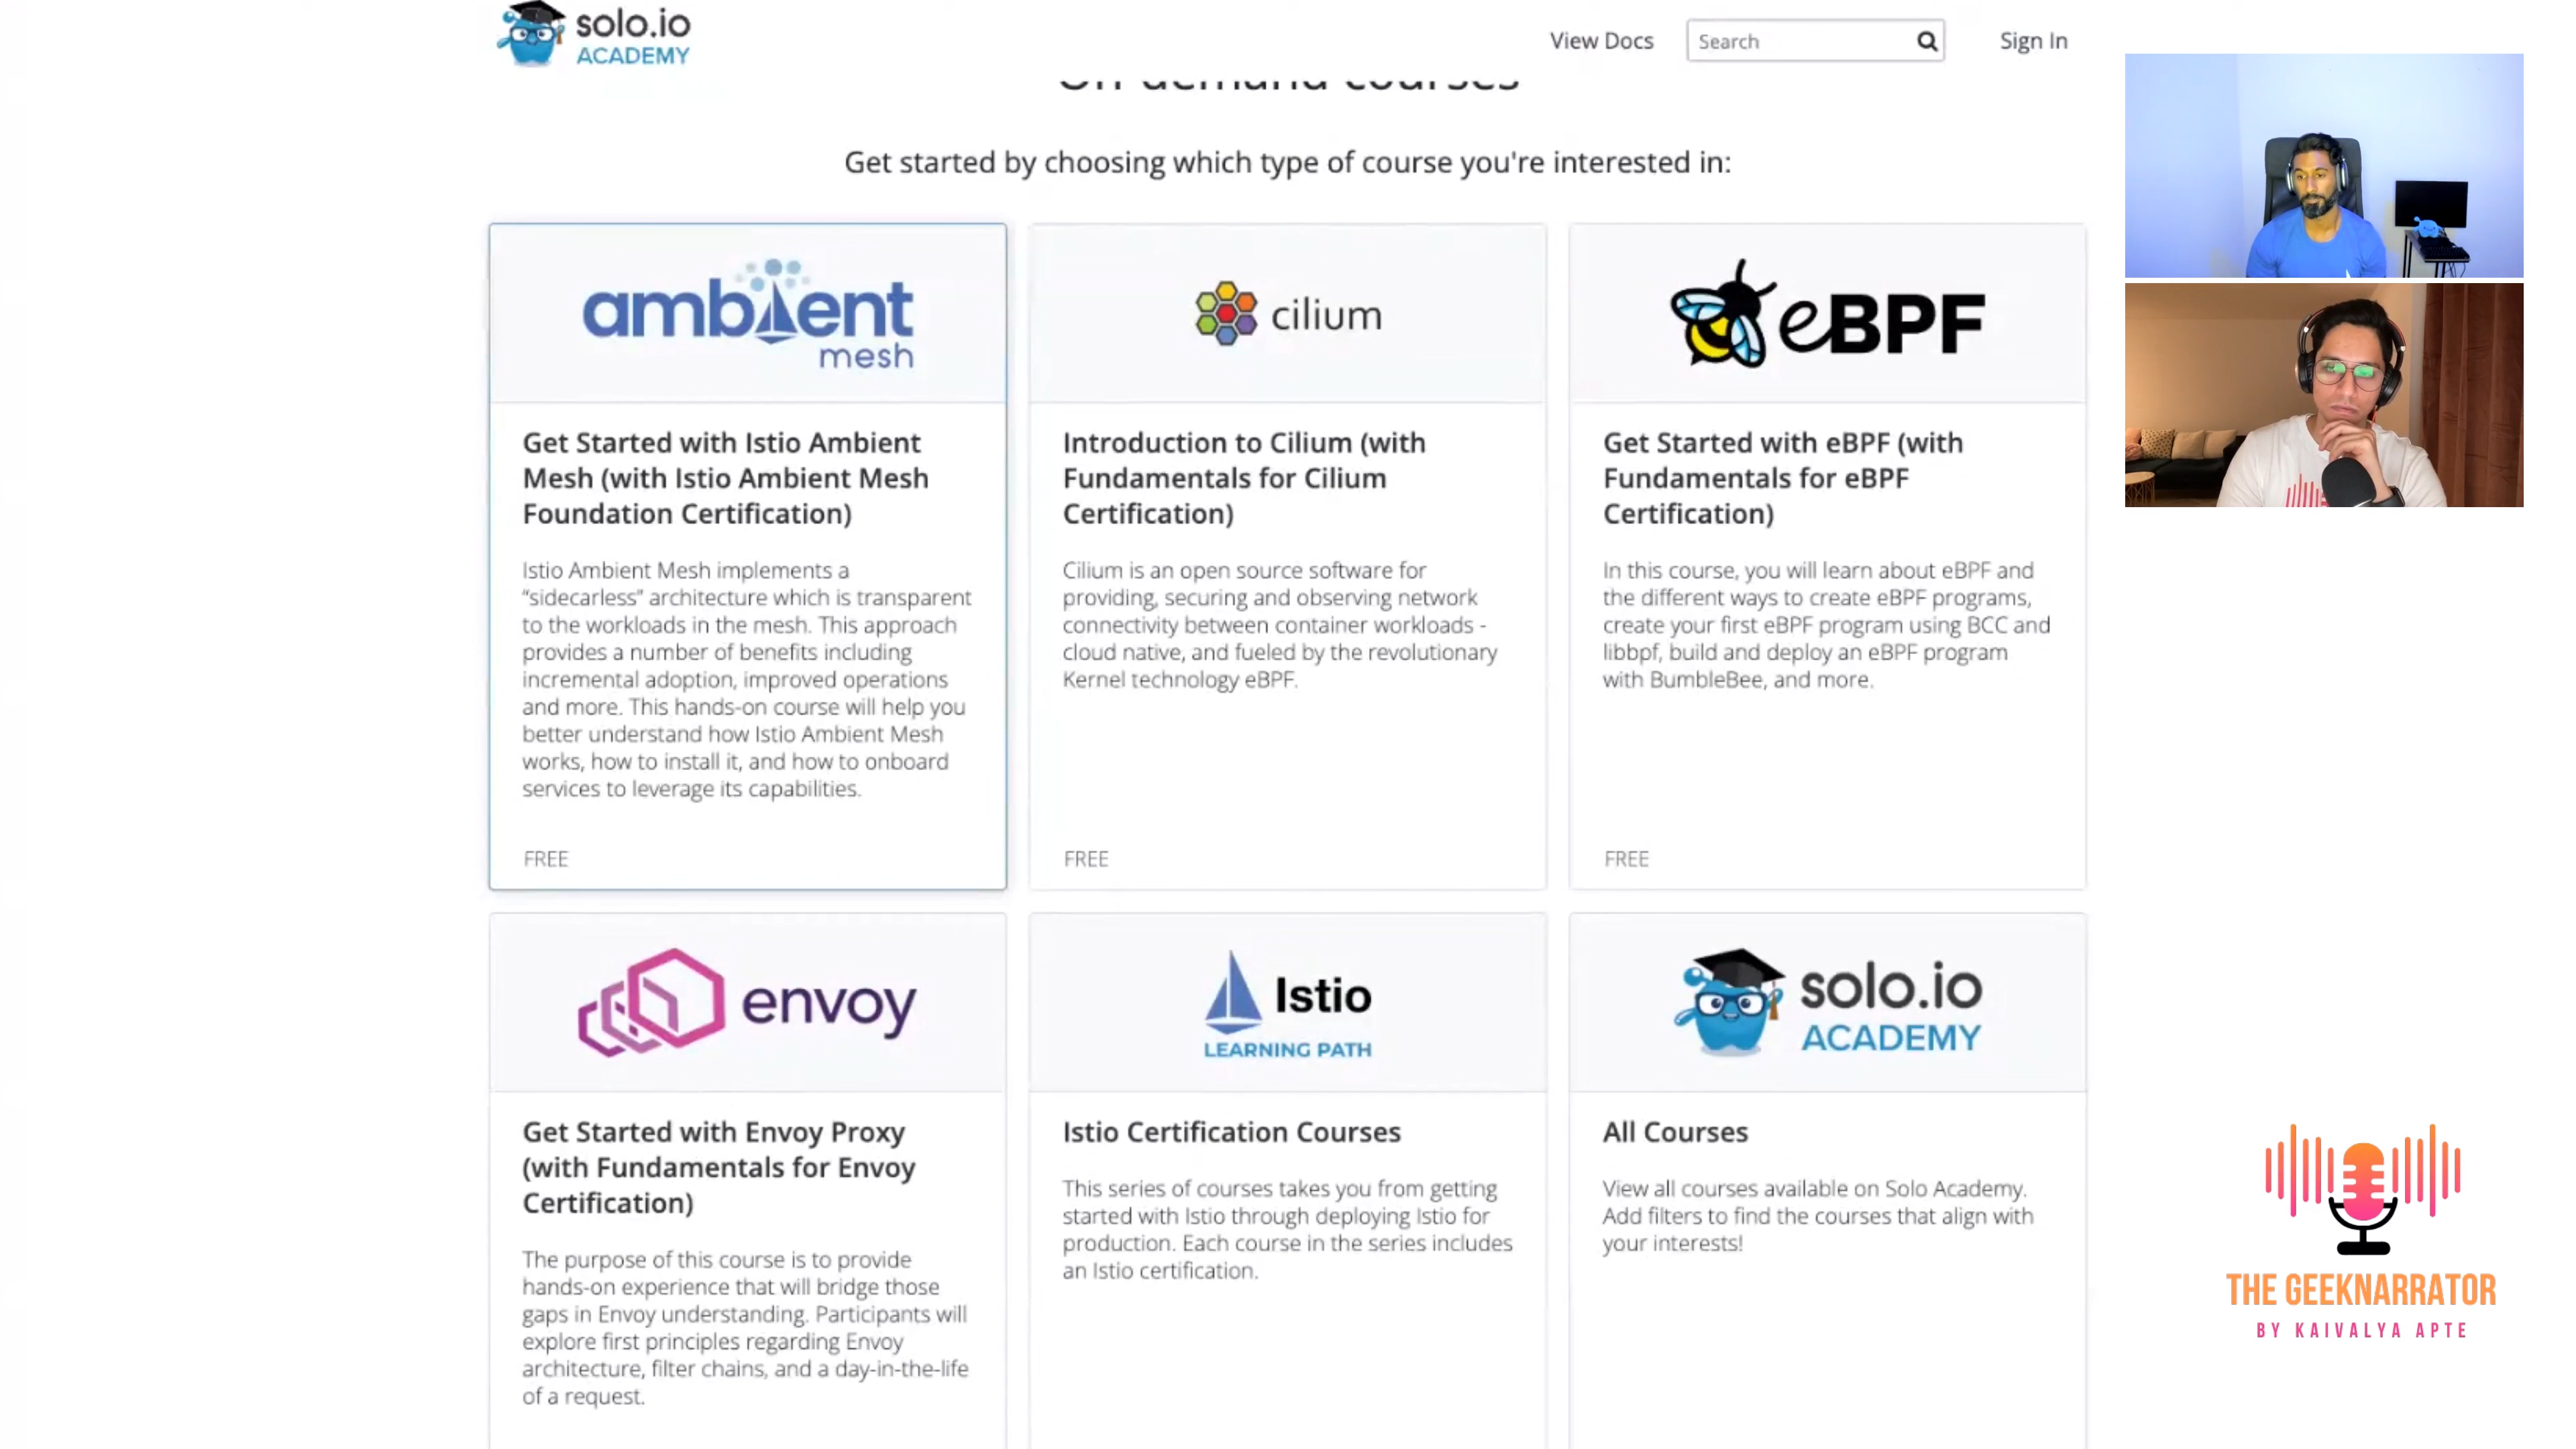 solo.io
ACADEMY
View Docs
Search
Sign In
On-demand courses
Get started by choosing which type of course you're interested in:
ambient
mesh
Get Started with Istio Ambient
Mesh (with Istio Ambient Mesh
Foundation Certification)
Istio Ambient Mesh implements a
“sidecarless” architecture which is transparent
to the workloads in the mesh. This approach
provides a number of benefits including
incremental adoption, improved operations
and more. This hands-on course will help you
better understand how Istio Ambient Mesh
works, how to install it, and how to onboard
services to leverage its capabilities.
FREE
cilium
Introduction to Cilium (with
Fundamentals for Cilium
Certification)
Cilium is an open source software for
providing, securing and observing network
connectivity between container workloads -
cloud native, and fueled by the revolutionary
Kernel technology eBPF.
FREE
eBPF
Get Started with eBPF (with
Fundamentals for eBPF
Certification)
In this course, you will learn about eBPF and
the different ways to create eBPF programs,
create your first eBPF program using BCC and
libbpf, build and deploy an eBPF program
with BumbleBee, and more.
FREE
envoy
Get Started with Envoy Proxy
(with Fundamentals for Envoy
Certification)
The purpose of this course is to provide
hands-on experience that will bridge those
gaps in Envoy understanding. Participants will
explore first principles regarding Envoy
architecture, filter chains, and a day-in-the-life
of a request.
Istio
LEARNING PATH
Istio Certification Courses
This series of courses takes you from getting
started with Istio through deploying Istio for
production. Each course in the series includes
an Istio certification.
solo.io
ACADEMY
All Courses
View all courses available on Solo Academy.
Add filters to find the courses that align with
your interests!
THE GEEKNARRATOR
BY KAIVALYA APTE